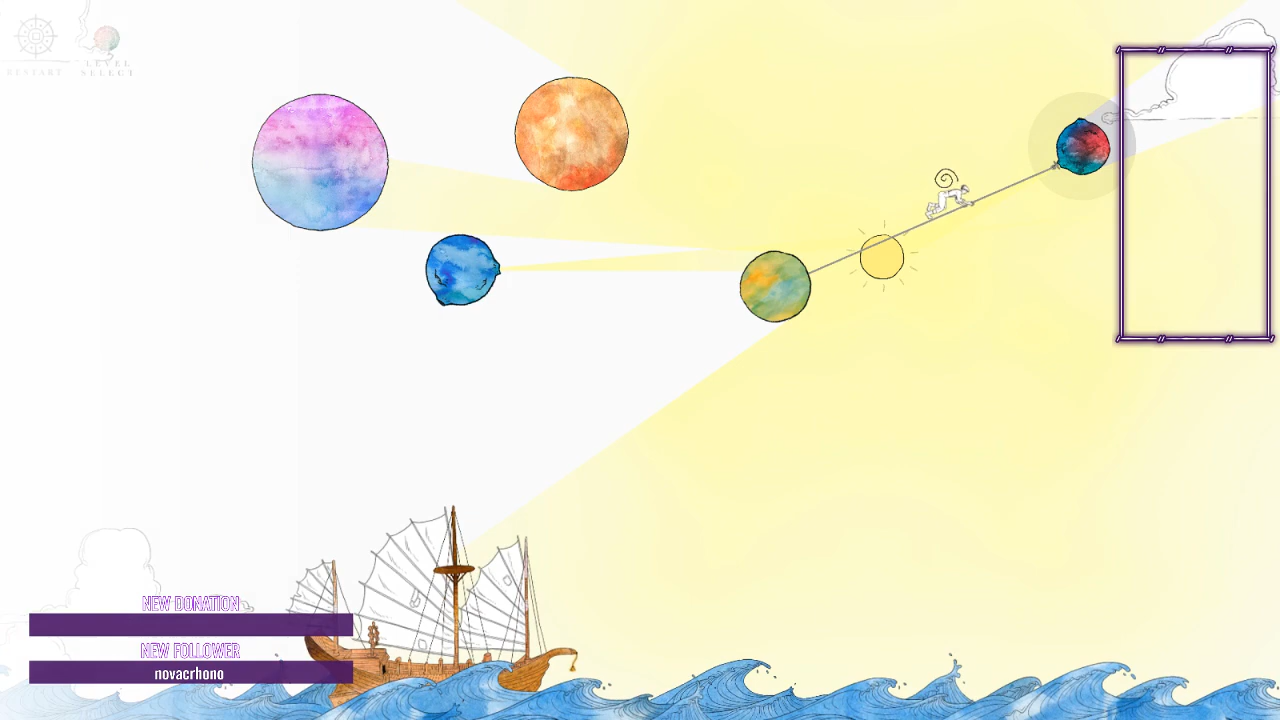 RESTART
LEVEL
SELECT
NEW DONATION
NEW FOLLOWER
novacrhono